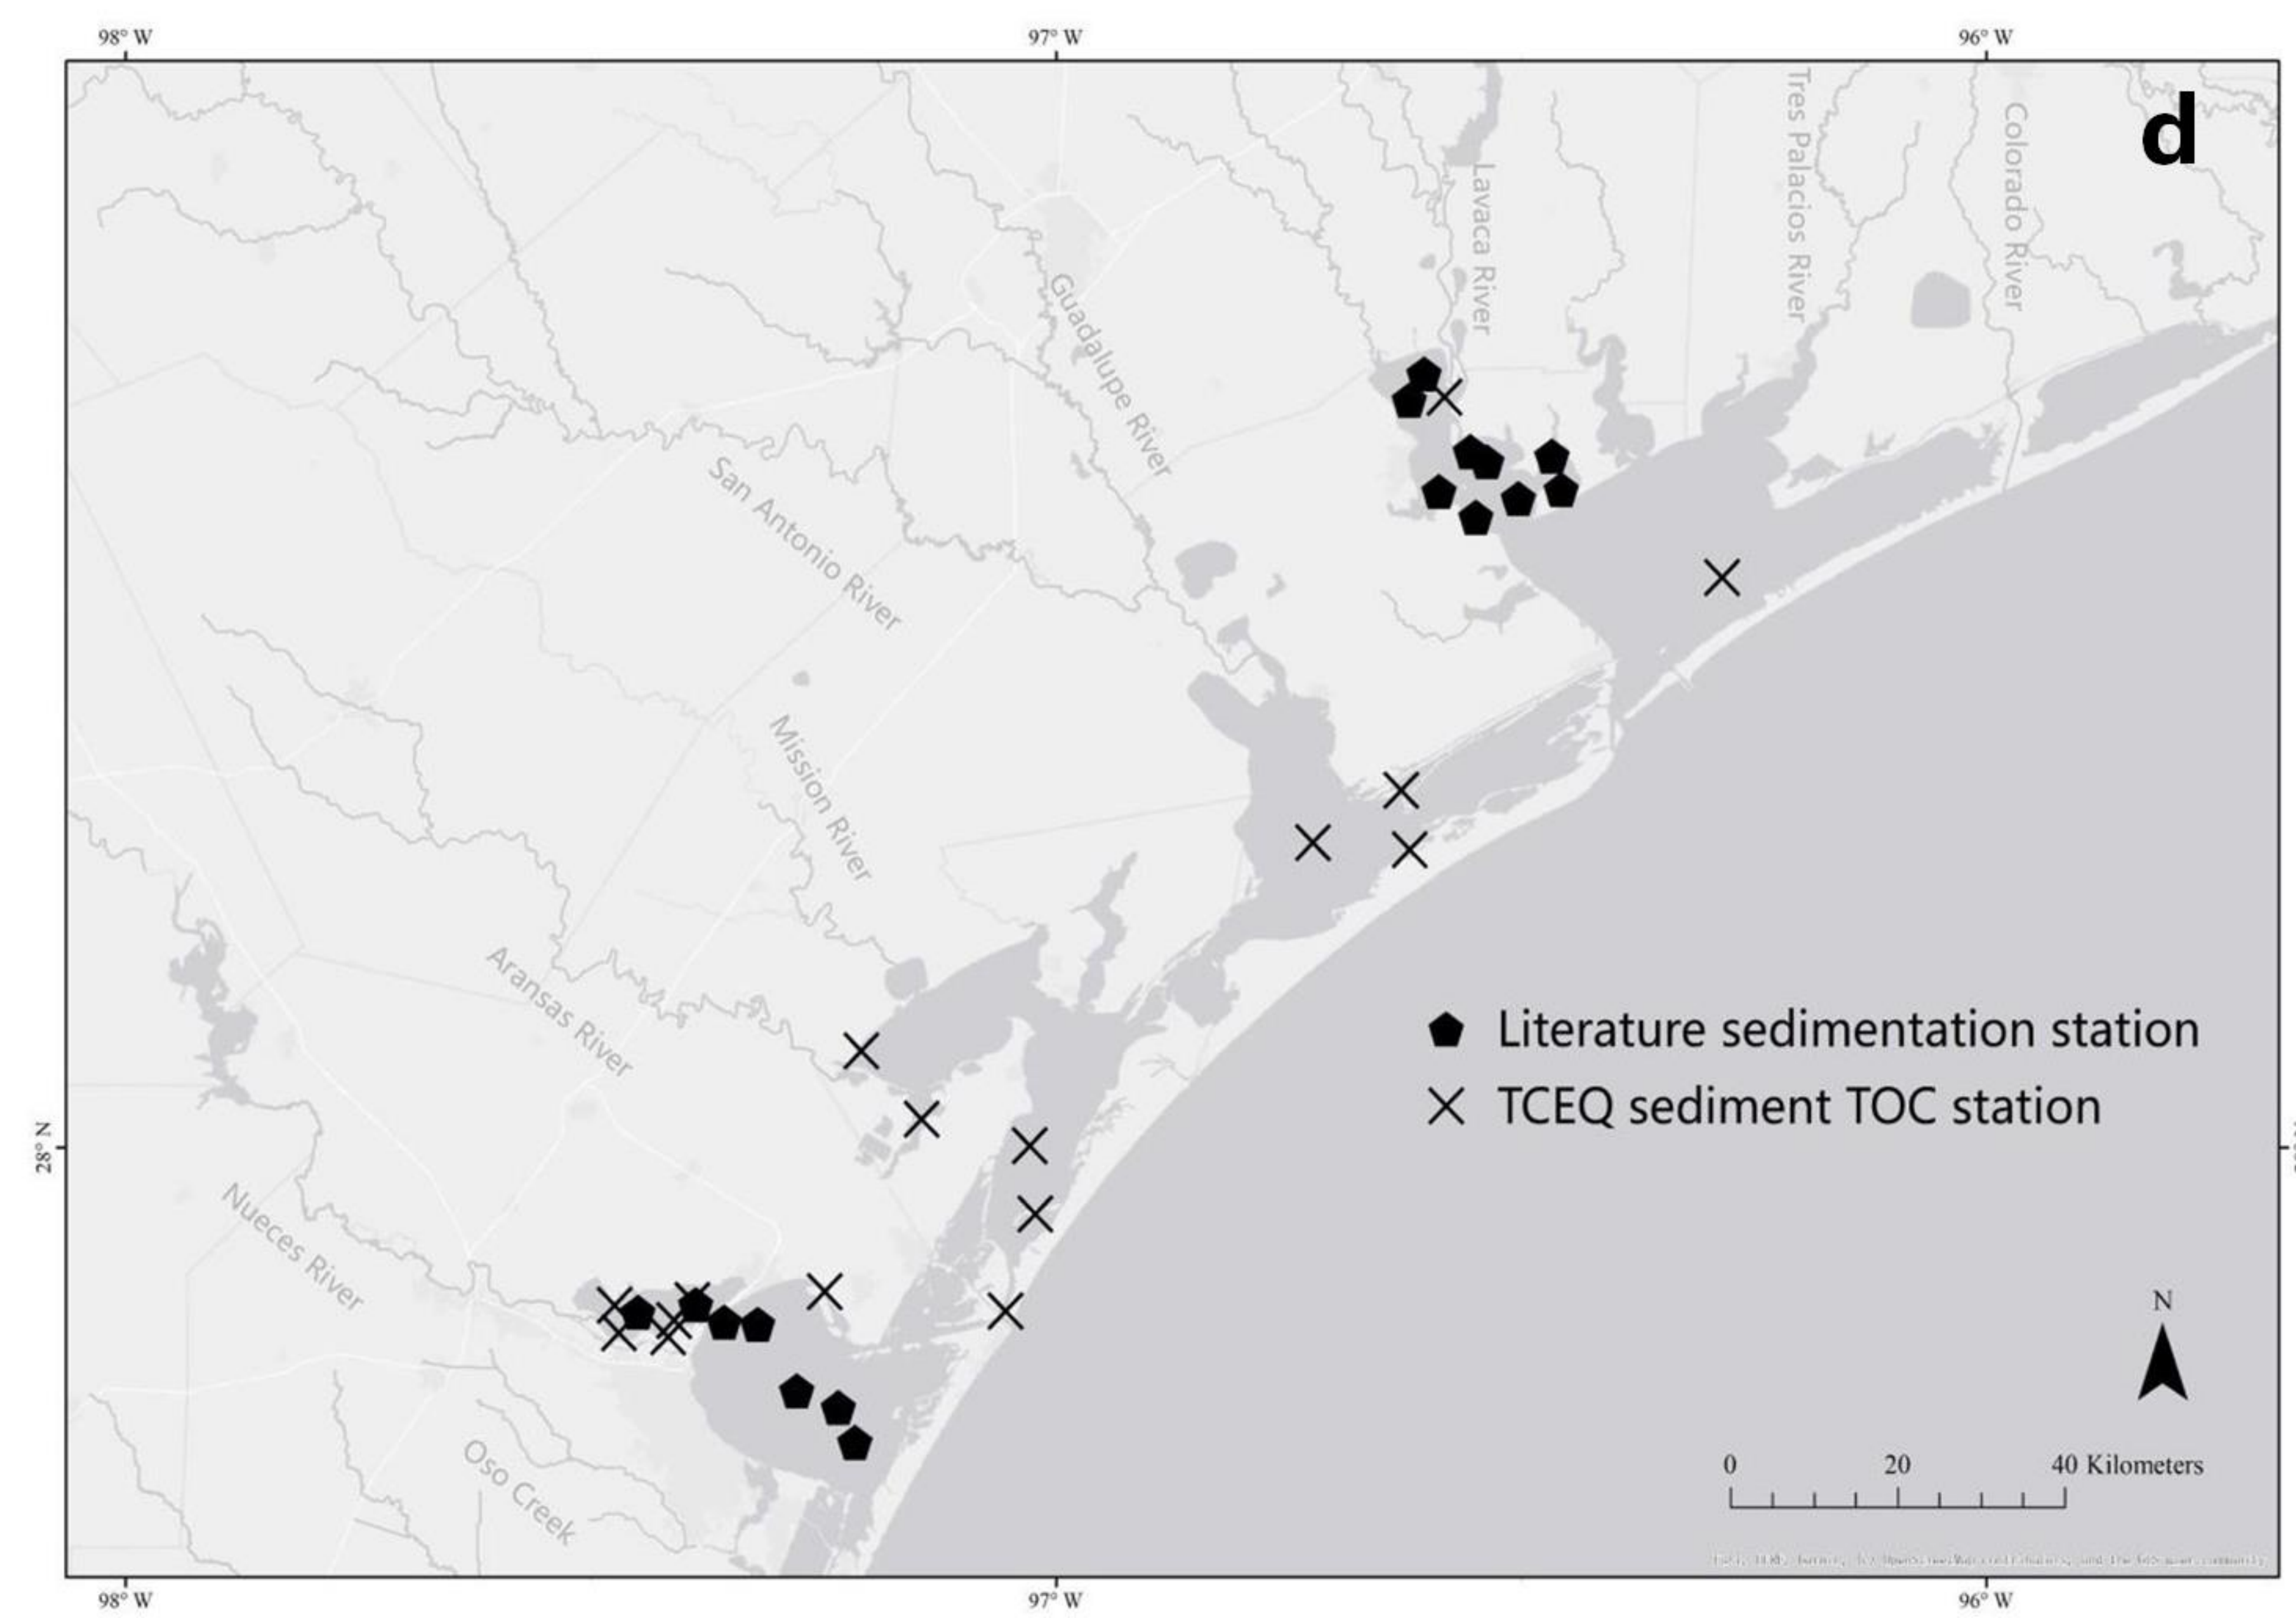 98° W
97° W
96° W
d
Tres Palacios River
Colorado River
Lavaca River
Guadalupe River
San Antonio River
Mission River
Aransas River
Literature sedimentation station
TCEQ sediment TOC station
28° N
Nueces River
N
Oso Creek
0
20
40 Kilometers
98° W
97° W
96° W